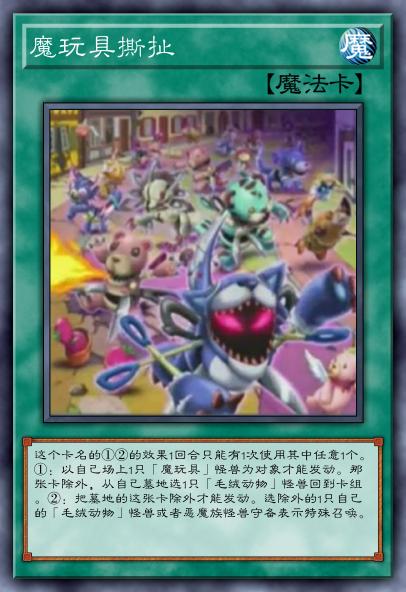 魔玩具撕扯
魔
【魔法卡】
这个卡名的①②的效果1回合只能有1次使用其中任意1个。
①：以自己场上1只「魔玩具」怪兽为对象才能发动。那
张卡除外，从自己墓地选1只「毛绒动物」怪兽回到卡组
。②：把墓地的这张卡除外才能发动。选除外的1只自己
的「毛绒动物」怪兽或者恶魔族怪兽守备表示特殊召唤。